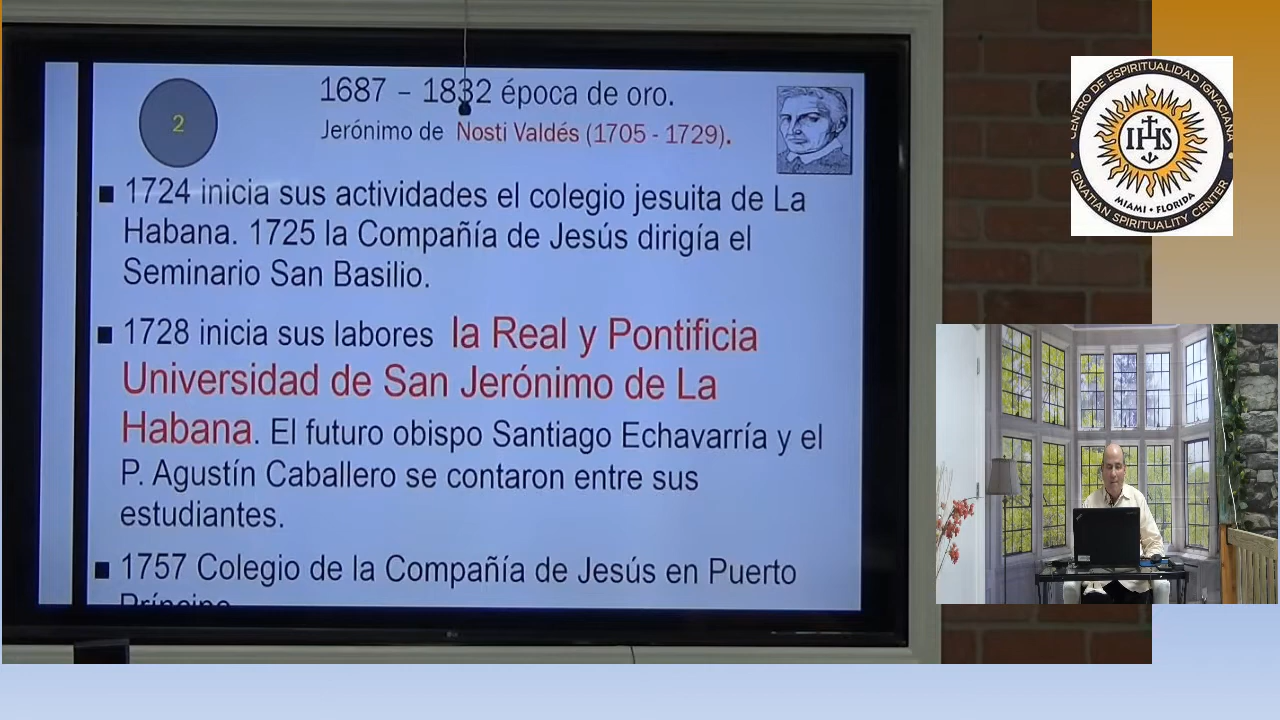 2
1687 – 1832 época de oro.
Jerónimo de Nosti Valdés (1705 - 1729).
■ 1724 inicia sus actividades el colegio jesuita de La
Habana. 1725 la Compañía de Jesús dirigía el
Seminario San Basilio.
■ 1728 inicia sus labores la Real y Pontificia
Universidad de San Jerónimo de La
Habana. El futuro obispo Santiago Echavarría y el
P. Agustín Caballero se contaron entre sus
estudiantes.
■ 1757 Colegio de la Compañía de Jesús en Puerto
Príncipe
CENTRO DE ESPIRITUALIDAD IGNACIANA
IHS
MIAMI • FLORIDA
IGNATIAN SPIRITUALITY CENTER
LG